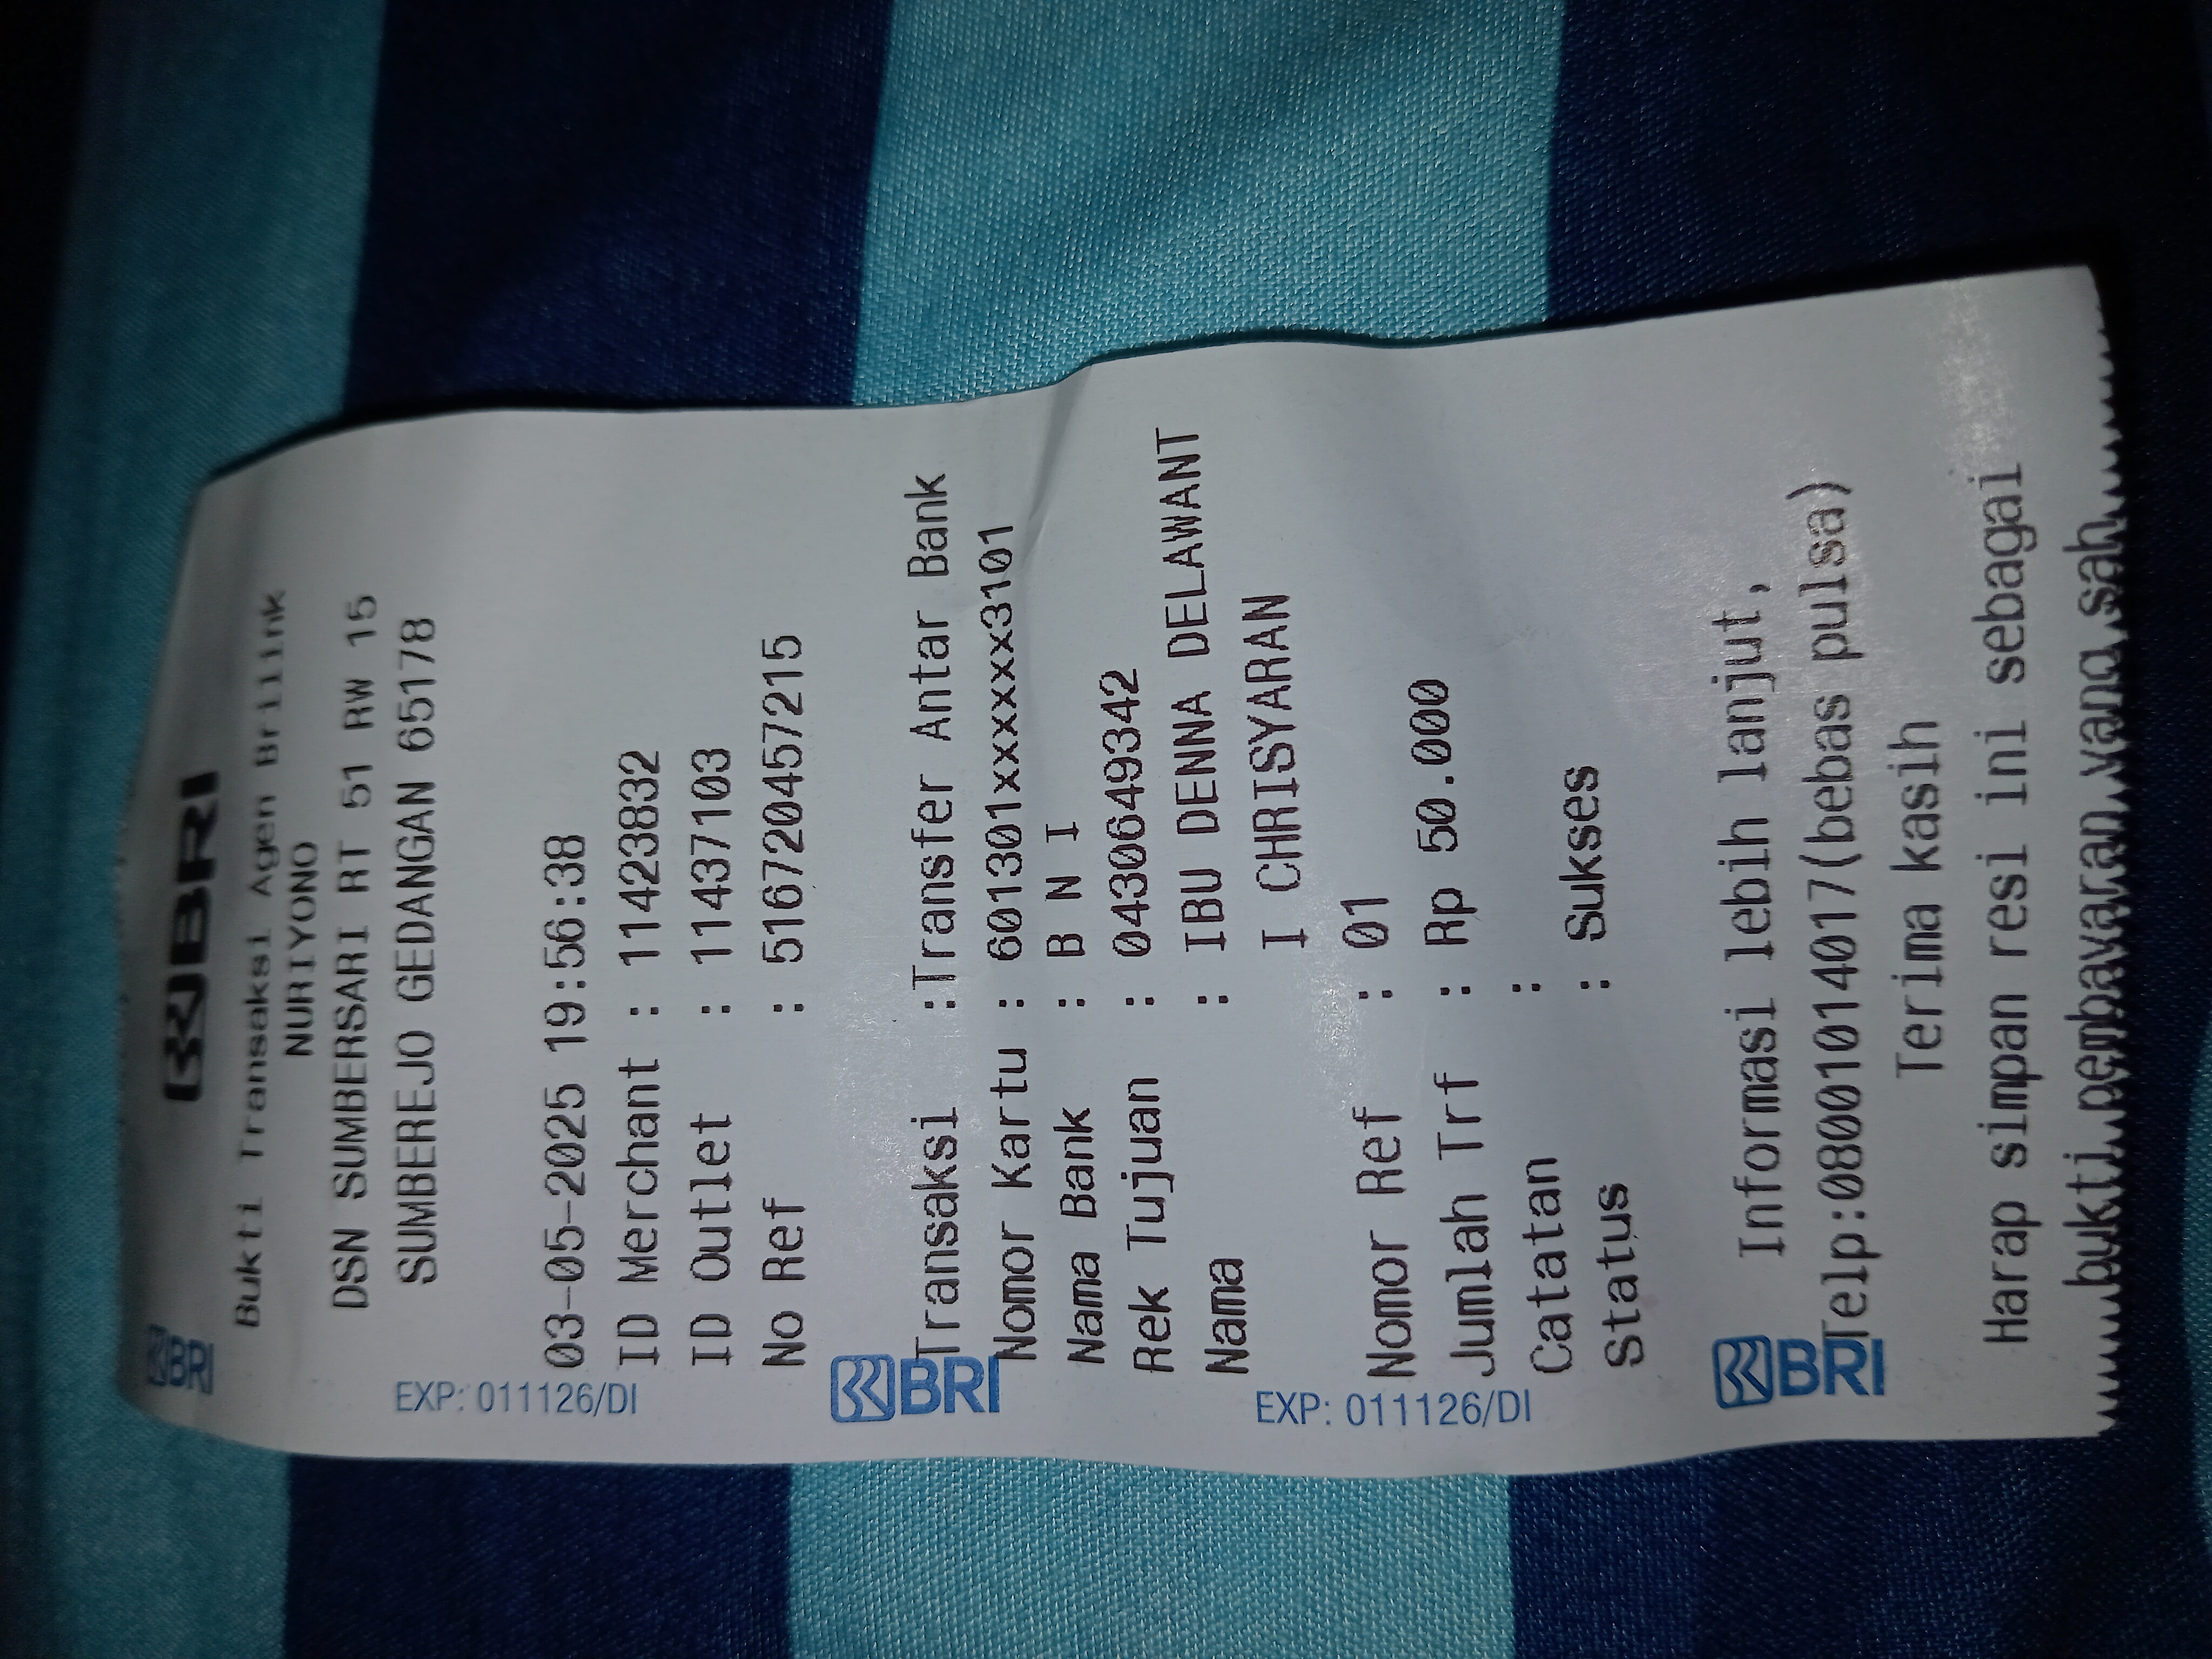 BRI
BRI
Bukti Transaksi Agen Brilink
NURIYONO
DSN SUMBERSARI RT 51 RW 15
SUMBEREJO GEDANGAN 65178
EXP: 011126/DI
03-05-2025 19:56:38
ID Merchant : 11423832
ID Outlet : 11437103
No Ref : 516720457215
Transaksi :Transfer Antar Bank
BRI
Nomor Kartu : 601301xxxxxx3101
Nama Bank : B N I
Rek Tujuan : 0430649342
Nama : IBU DENNA DELAWANT
I CHRISYARAN
EXP: 011126/DI
Nomor Ref : 01
Jumlah Trf : Rp 50.000
Catatan :
Status : Sukses
Informasi lebih lanjut,
BRI
Telp:08001014017(bebas pulsa)
Terima kasih
Harap simpan resi ini sebagai
bukti pembayaran yang sah